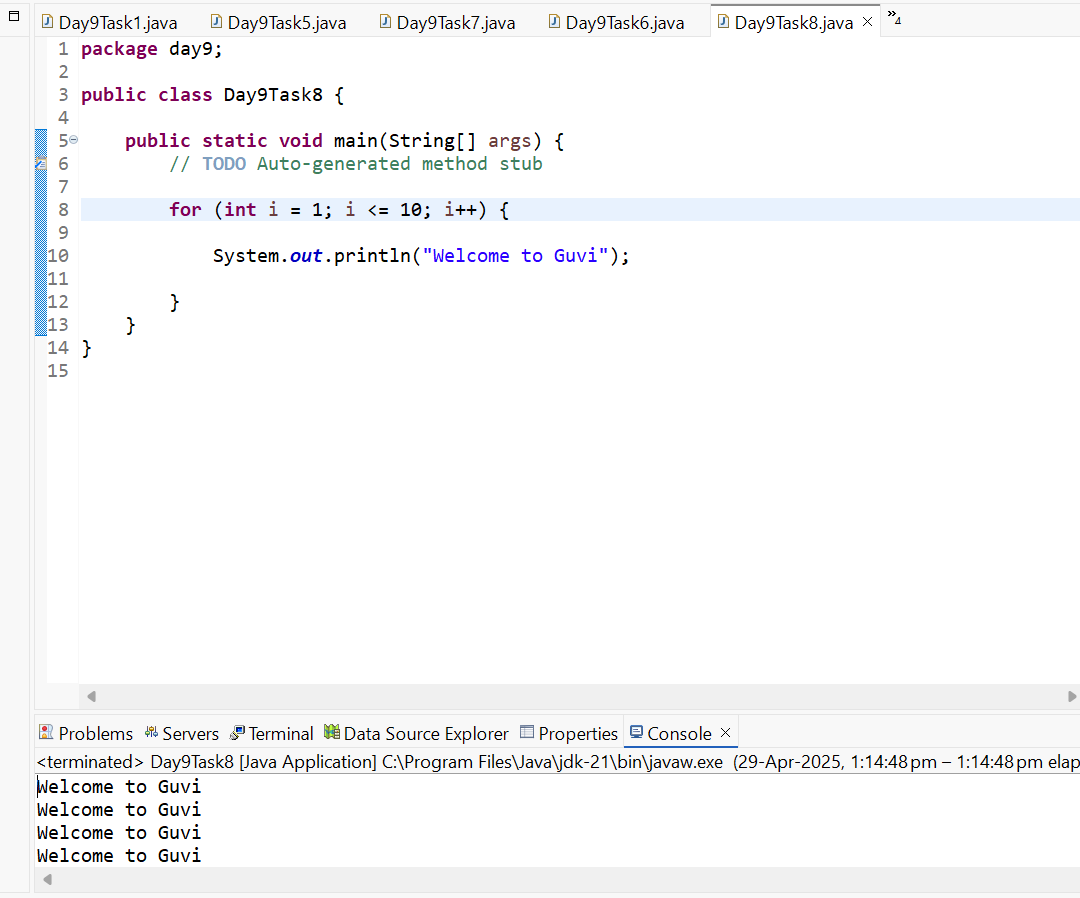 Day9Task1.java Day9Task5.java Day9Task7.java Day9Task6.java Day9Task8.java × »4
1 package day9;
2
3 public class Day9Task8 {
4
5 public static void main(String[] args) {
6 // TODO Auto-generated method stub
7
8 for (int i = 1; i <= 10; i++) {
9
10 System.out.println("Welcome to Guvi");
11
12 }
13 }
14 }
15
Problems Servers Terminal Data Source Explorer Properties Console ×
<terminated> Day9Task8 [Java Application] C:\Program Files\Java\jdk-21\bin\javaw.exe (29-Apr-2025, 1:14:48 pm – 1:14:48 pm elap
Welcome to Guvi
Welcome to Guvi
Welcome to Guvi
Welcome to Guvi